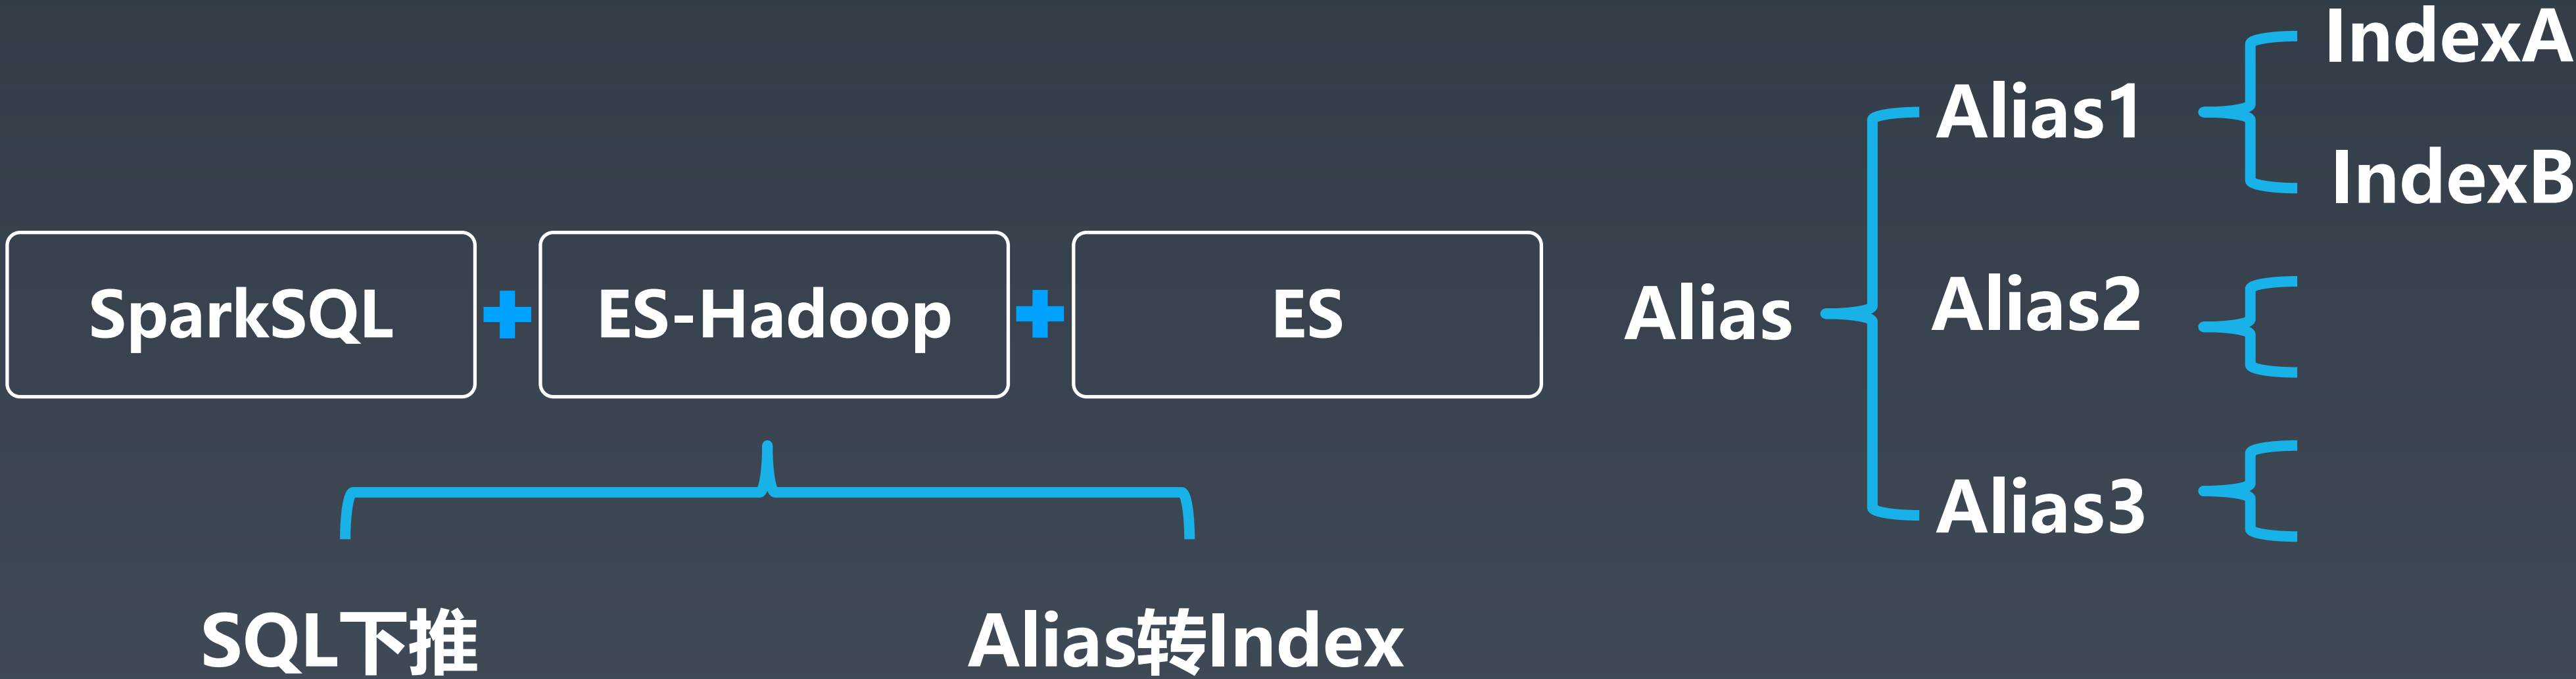 SparkSQL
ES-Hadoop
ES
SQL下推
Alias转Index
Alias
Alias1
IndexA
IndexB
Alias2
Alias3